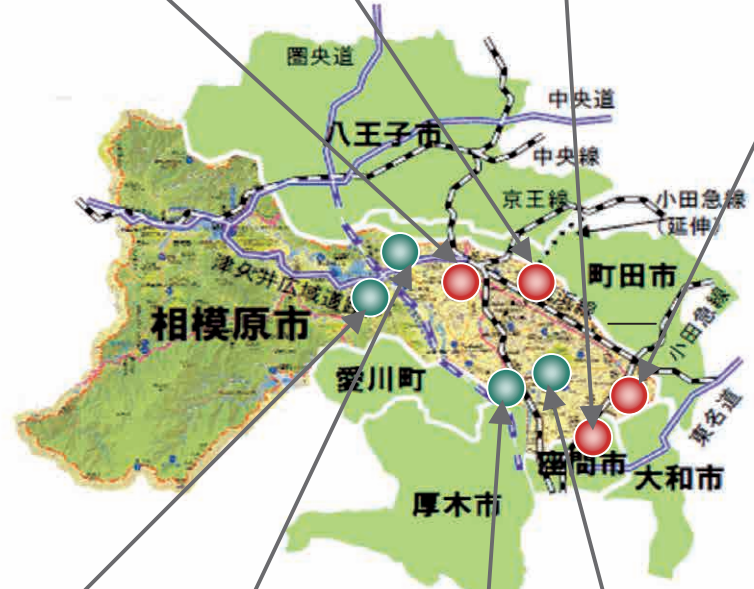 圏央道
中央道
八王子市
中央線
京王線
小田急線
(延伸)
町田市
津久井広域道路
相模原市
小田急線
愛川町
東名道
座間市
大和市
厚木市